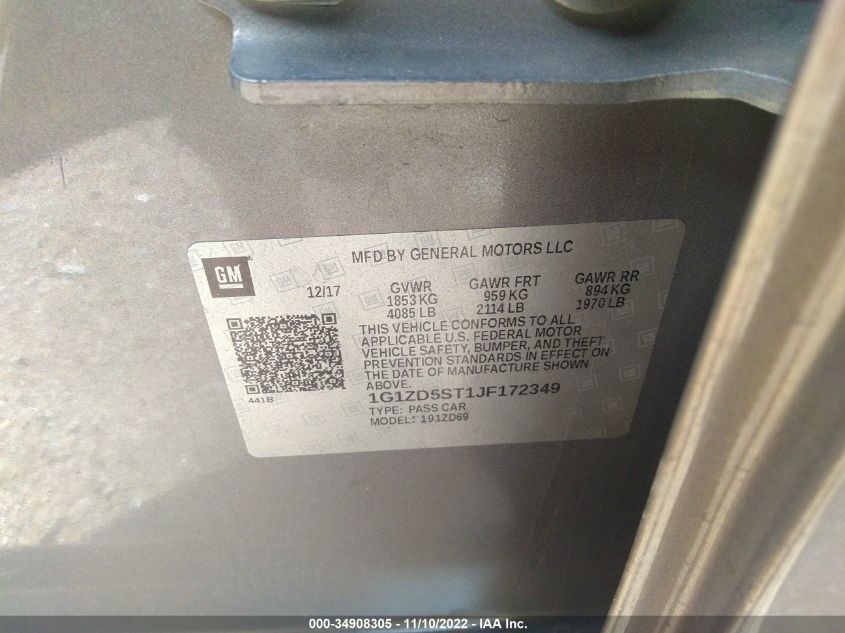 GM
MFD BY GENERAL MOTORS LLC
12/17
GVWR GAWR FRT GAWR RR
1853 KG 959 KG 894 KG
4085 LB 2114 LB 1970 LB
THIS VEHICLE CONFORMS TO ALL
APPLICABLE U.S. FEDERAL MOTOR
VEHICLE SAFETY, BUMPER, AND THEFT
PREVENTION STANDARDS IN EFFECT ON
THE DATE OF MANUFACTURE SHOWN
ABOVE.
441B
1G1ZD5ST1JF172349
TYPE: PASS CAR
MODEL: 191ZD69
000-34908305 - 11/10/2022 - IAA Inc.